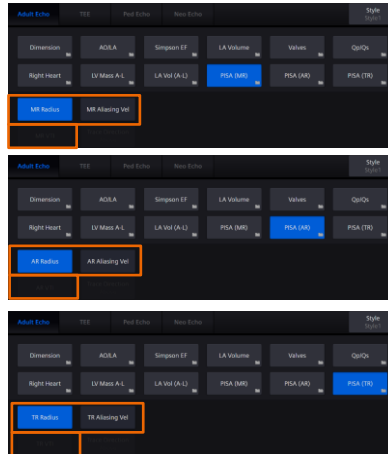 Adult Echo TEE Ped Echo Neo Echo Style
Style1
Dimension AO/LA Simpson EF LA Volume Valves Qp/Qs
Right Heart LV Mass A-L LA Vol (A-L) PISA (MR) PISA (AR) PISA (TR)
MR Radius MR Aliasing Vel
Adult Echo TEE Ped Echo Neo Echo Style
Style1
Dimension AO/LA Simpson EF LA Volume Valves Qp/Qs
Right Heart LV Mass A-L LA Vol (A-L) PISA (MR) PISA (AR) PISA (TR)
AR Radius AR Aliasing Vel
Adult Echo TEE Ped Echo Neo Echo Style
Style1
Dimension AO/LA Simpson EF LA Volume Valves Qp/Qs
Right Heart LV Mass A-L LA Vol (A-L) PISA (MR) PISA (AR) PISA (TR)
TR Radius TR Aliasing Vel